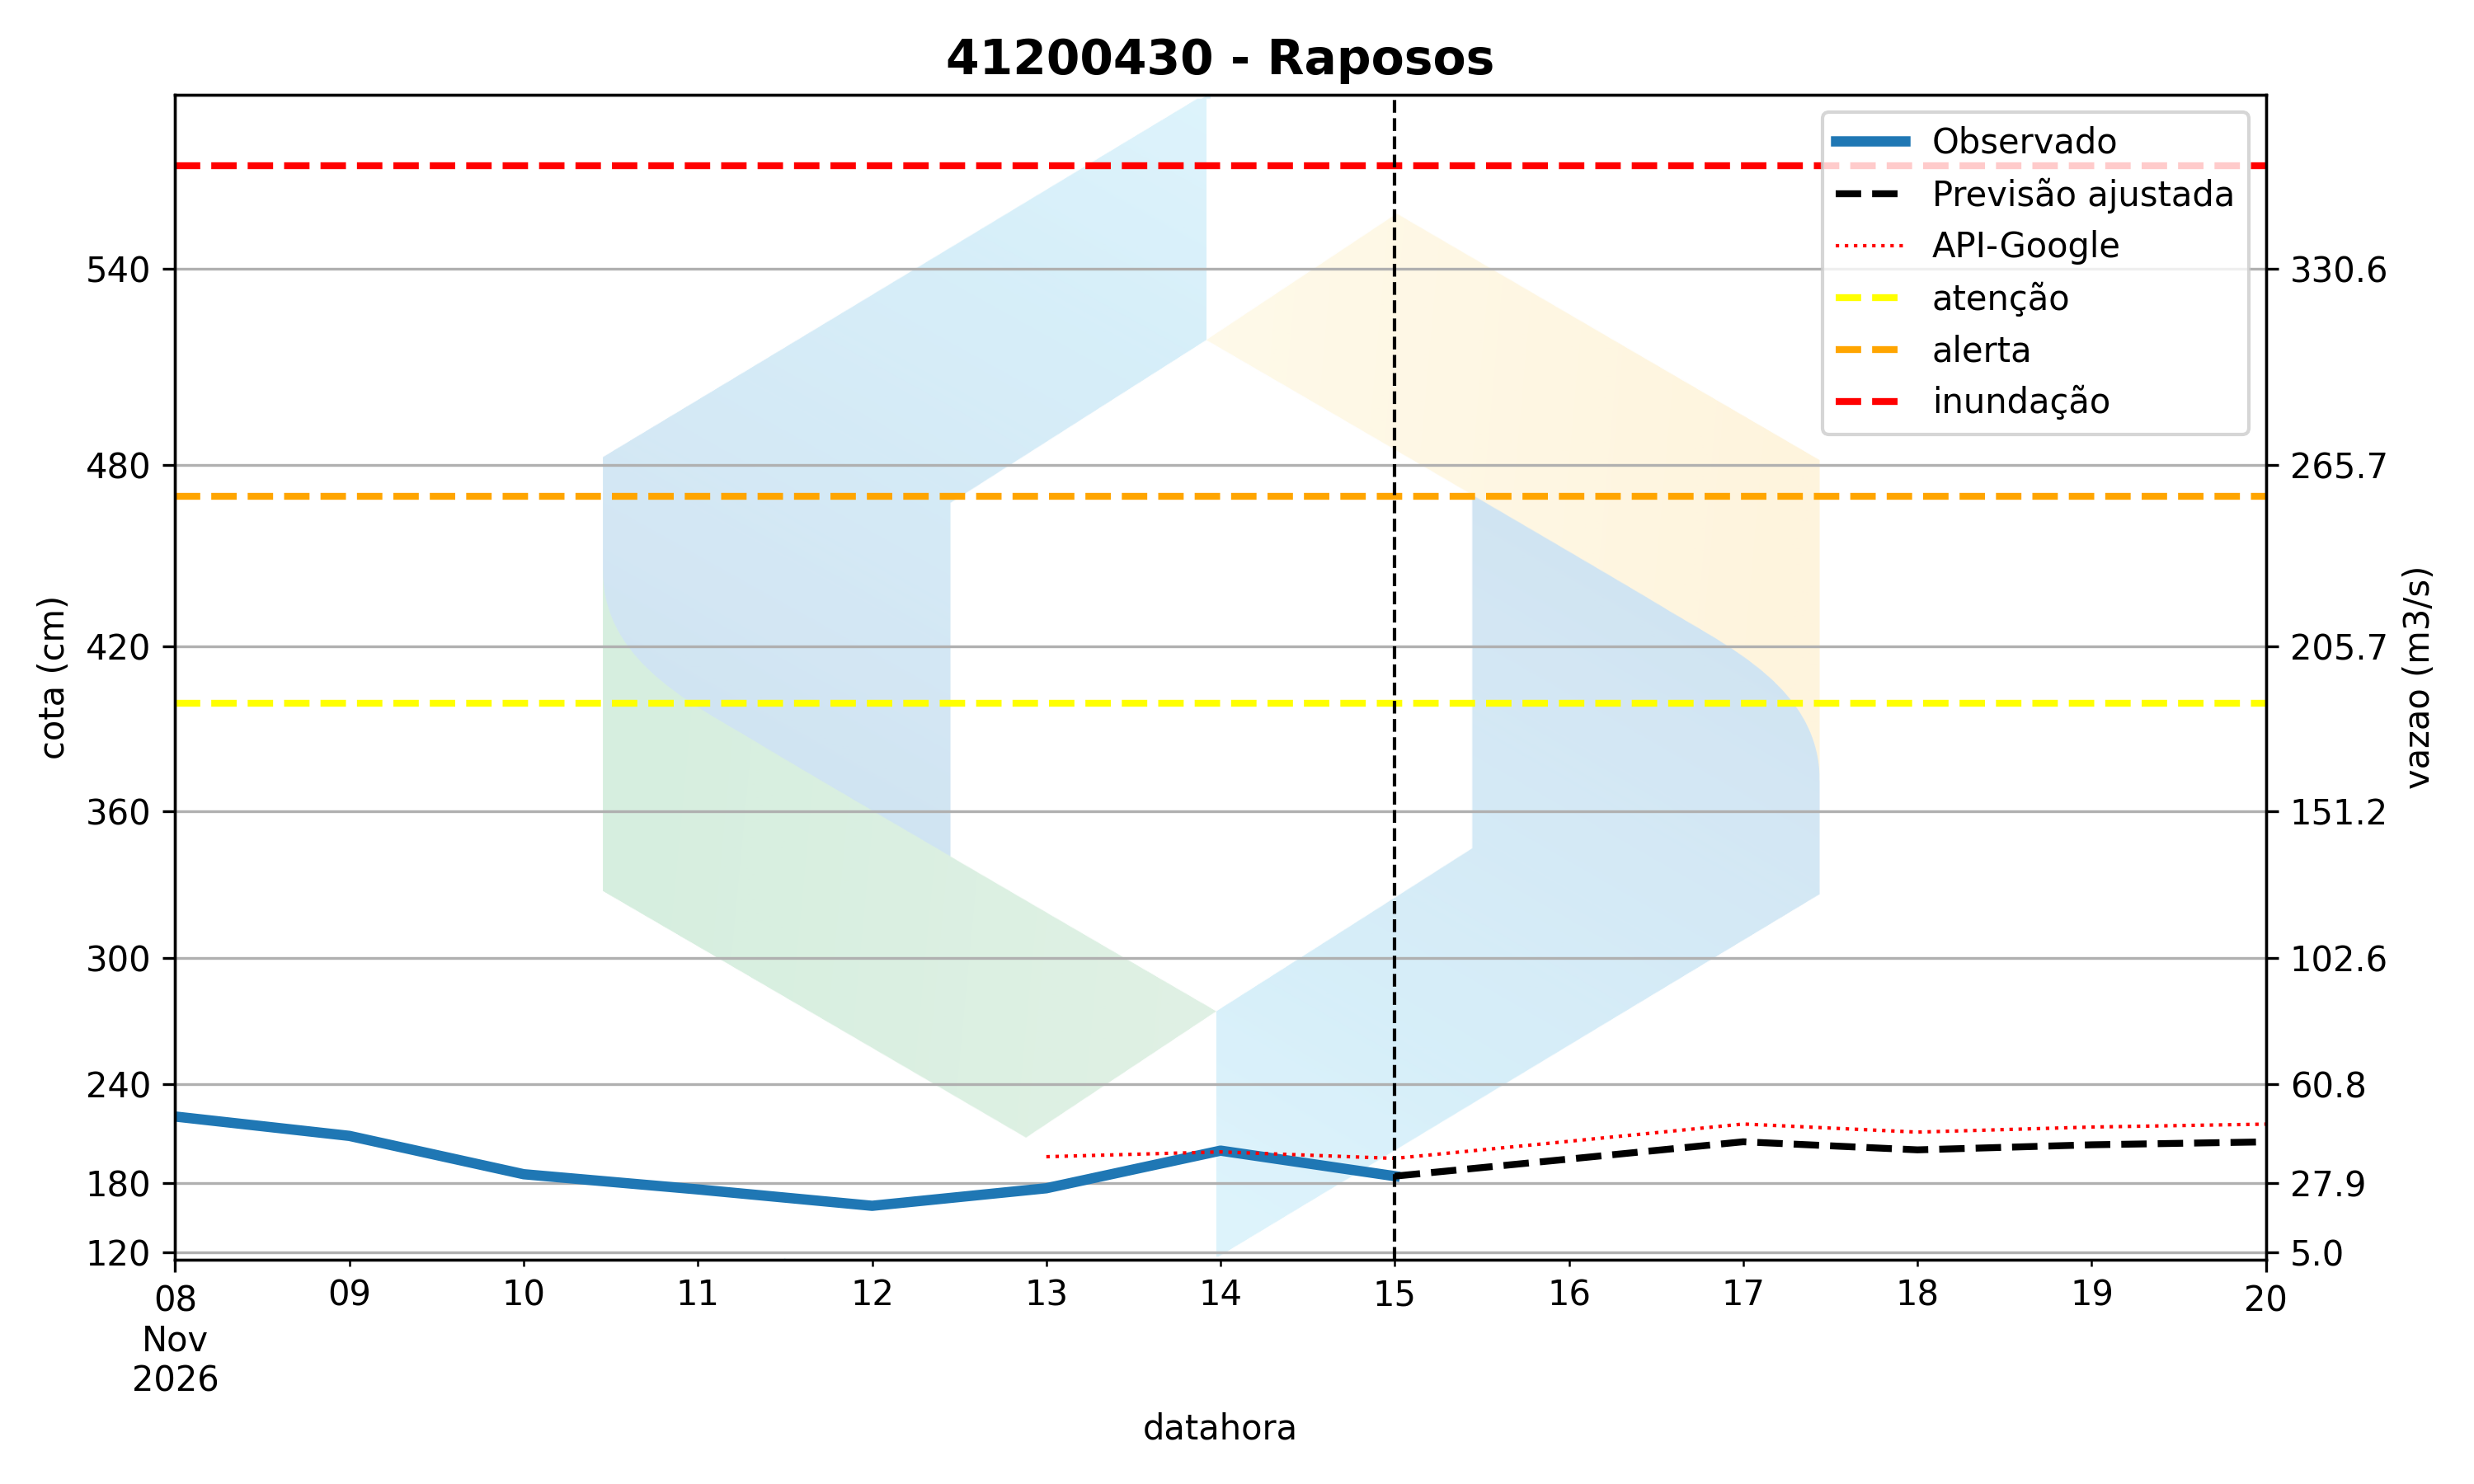 41200430 - Raposos
Observado
Previsão ajustada
API-Google
atenção
alerta
inundação
540
480
420
360
300
240
180
120
cota (cm)
330.6
265.7
205.7
151.2
102.6
60.8
27.9
5.0
vazao (m3/s)
08 09 10 11 12 13 14 15 16 17 18 19 20
Nov
2026
datahora